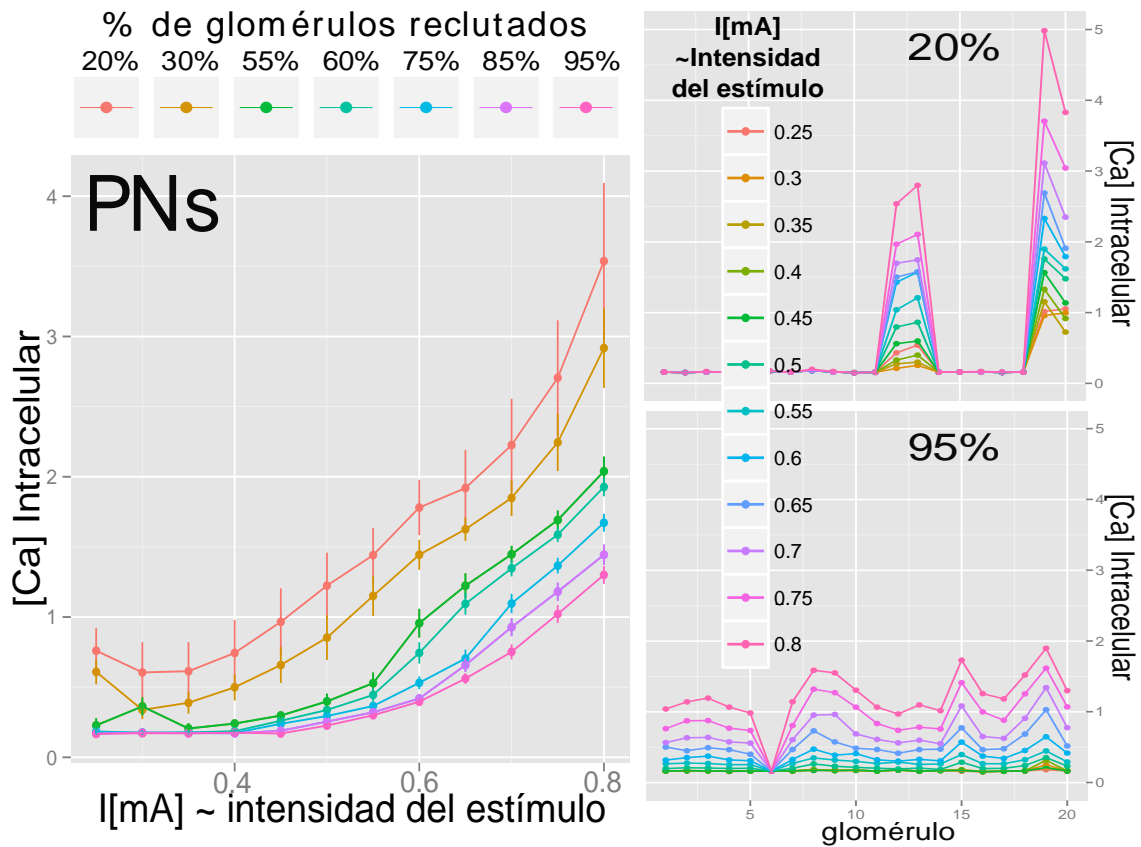 % de glomérulos reclutados
20% 30% 55% 60% 75% 85% 95%
PNs
[Ca] Intracelular
4
3
2
1
0
0.4 0.6 0.8
I[mA] ~ intensidad del estímulo
I[mA]
~Intensidad
del estímulo
0.25
0.3
0.35
0.4
0.45
0.5
0.55
0.6
0.65
0.7
0.75
0.8
20%
5
4
3
2
1
0
[Ca] Intracelular
95%
5
4
3
2
1
0
[Ca] Intracelular
5 10 15 20
glomérulo